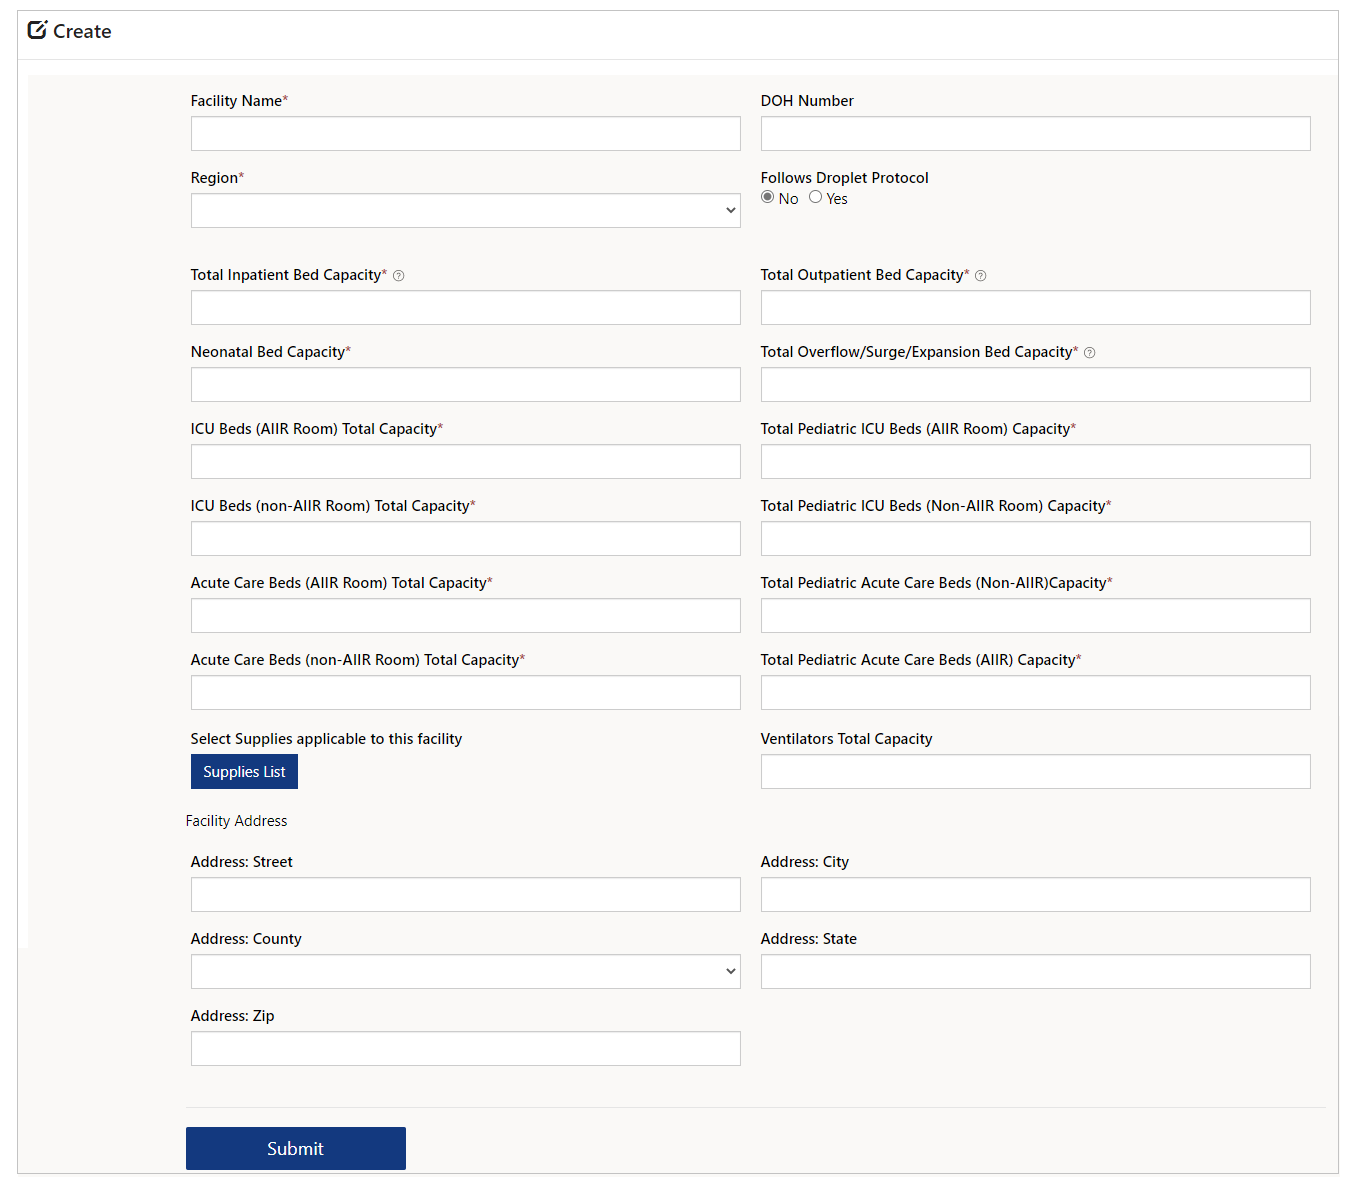 Create
Facility Name*
DOH Number
Region*
Follows Droplet Protocol
No Yes
Total Inpatient Bed Capacity* ?
Total Outpatient Bed Capacity* ?
Neonatal Bed Capacity*
Total Overflow/Surge/Expansion Bed Capacity* ?
ICU Beds (AIIR Room) Total Capacity*
Total Pediatric ICU Beds (AIIR Room) Capacity*
ICU Beds (non-AIIR Room) Total Capacity*
Total Pediatric ICU Beds (Non-AIIR Room) Capacity*
Acute Care Beds (AIIR Room) Total Capacity*
Total Pediatric Acute Care Beds (Non-AIIR)Capacity*
Acute Care Beds (non-AIIR Room) Total Capacity*
Total Pediatric Acute Care Beds (AIIR) Capacity*
Select Supplies applicable to this facility
Supplies List
Ventilators Total Capacity
Facility Address
Address: Street
Address: City
Address: County
Address: State
Address: Zip
Submit